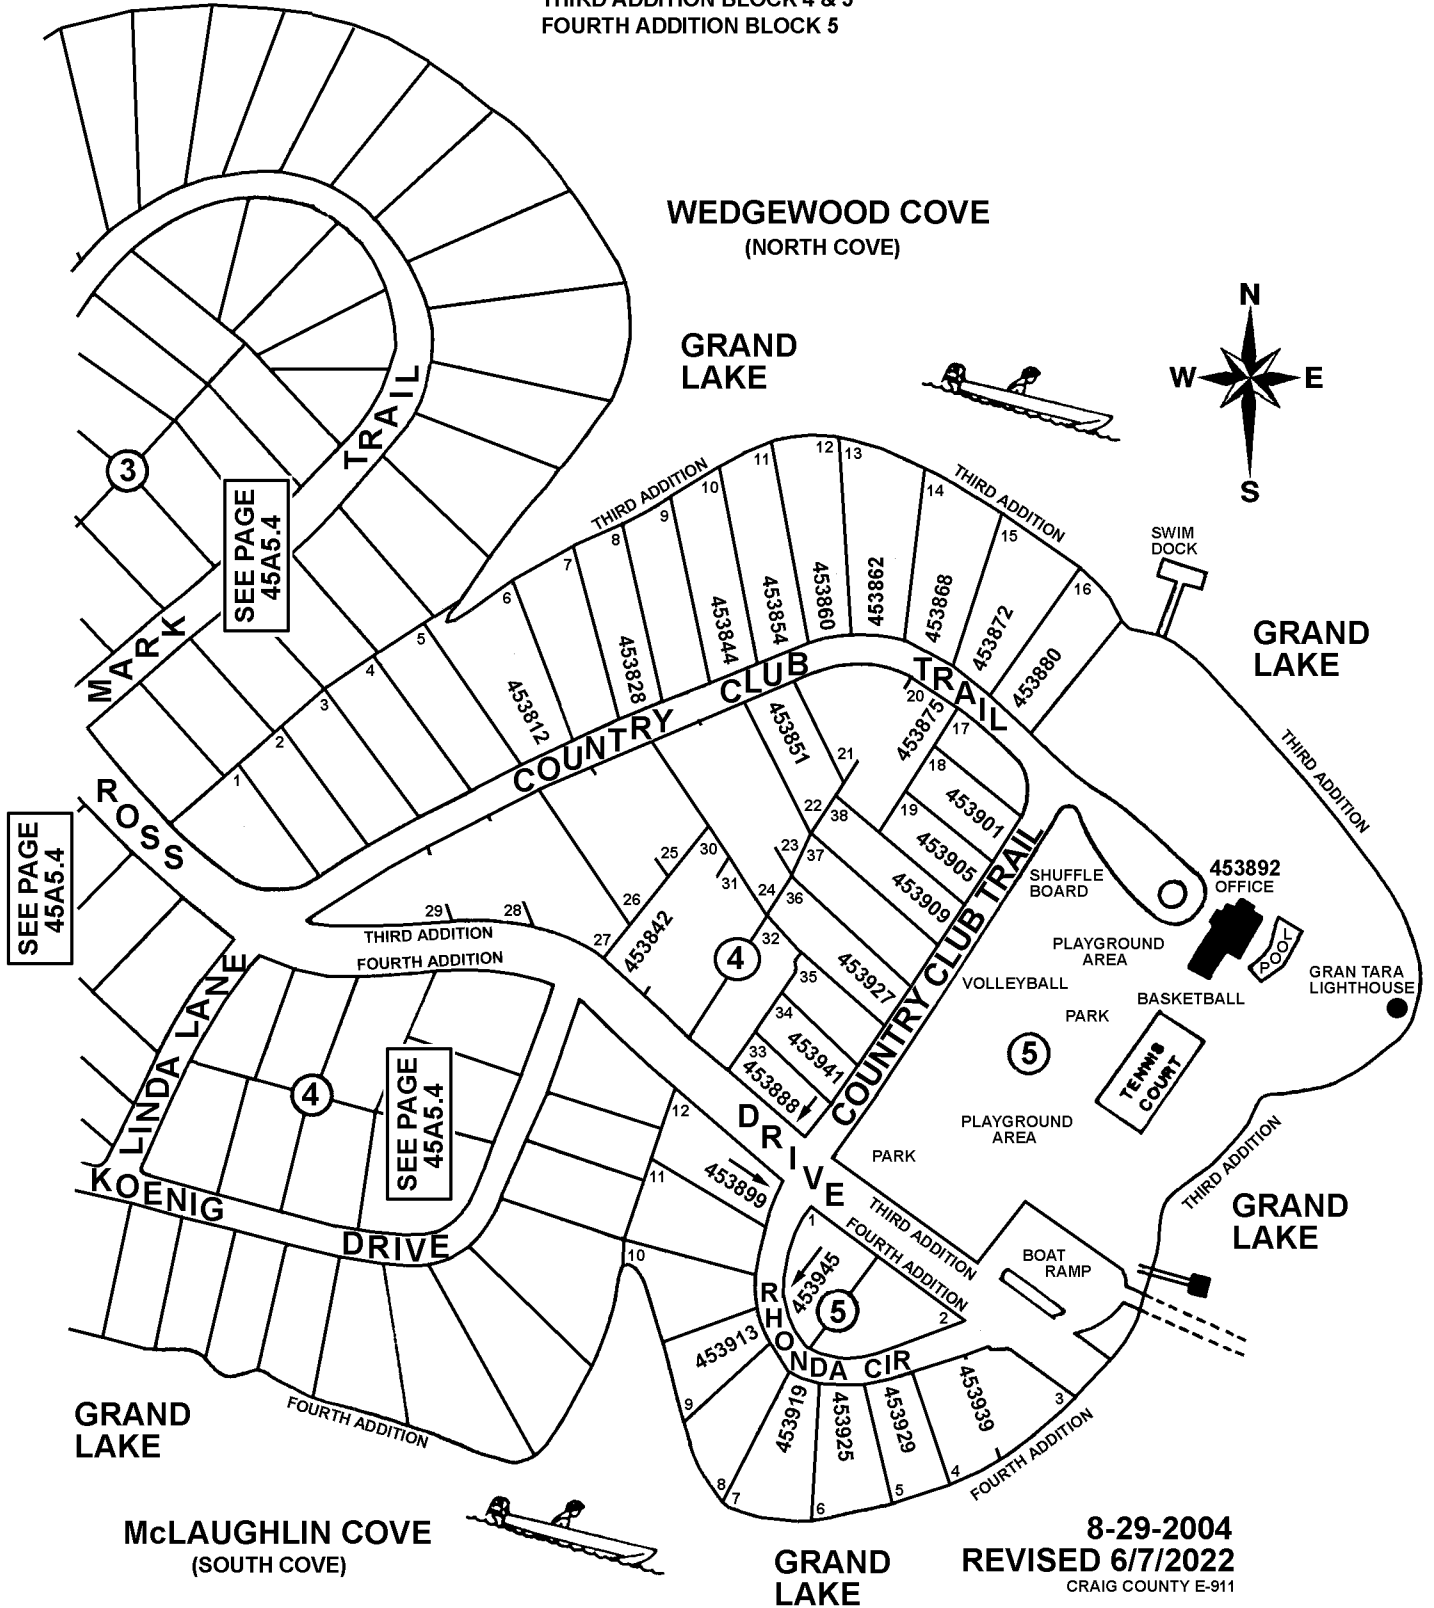 FOURTH ADDITION BLOCK 5
WEDGEWOOD COVE
(NORTH COVE)
GRAND
LAKE
N
W
E
S
TRAIL
3
SEE PAGE
45A5.4
MARK
THIRD ADDITION
THIRD ADDITION
1
2
3
4
5
6
7
8
9
10
11
12
13
14
15
16
453812
453828
453844
453854
453860
453862
453868
453872
453880
SWIM
DOCK
GRAND
LAKE
COUNTRY CLUB TRAIL
20
453875
17
18
453901
19
453905
453851
21
22
38
23
37
453909
24
36
25
30
31
26
27
453842
32
4
35
453927
34
453941
33
453888
28
29
THIRD ADDITION
FOURTH ADDITION
ROSS
SEE PAGE
45A5.4
LINDA LANE
4
SEE PAGE
45A5.4
KOENIG
DRIVE
COUNTRY CLUB TRAIL
THIRD ADDITION
SHUFFLE
BOARD
453892
OFFICE
POOL
PLAYGROUND
AREA
VOLLEYBALL
BASKETBALL
PARK
GRAN TARA
LIGHTHOUSE
5
TENNIS
COURT
PLAYGROUND
AREA
PARK
THIRD ADDITION
GRAND
LAKE
DRIVE
12
11
453899
10
1
THIRD ADDITION
FOURTH ADDITION
BOAT
RAMP
453945
5
2
RHONDA CIR
453913
9
8
7
453919
6
453925
5
453929
4
453939
3
FOURTH ADDITION
FOURTH ADDITION
GRAND
LAKE
McLAUGHLIN COVE
(SOUTH COVE)
GRAND
LAKE
8-29-2004
REVISED 6/7/2022
CRAIG COUNTY E-911